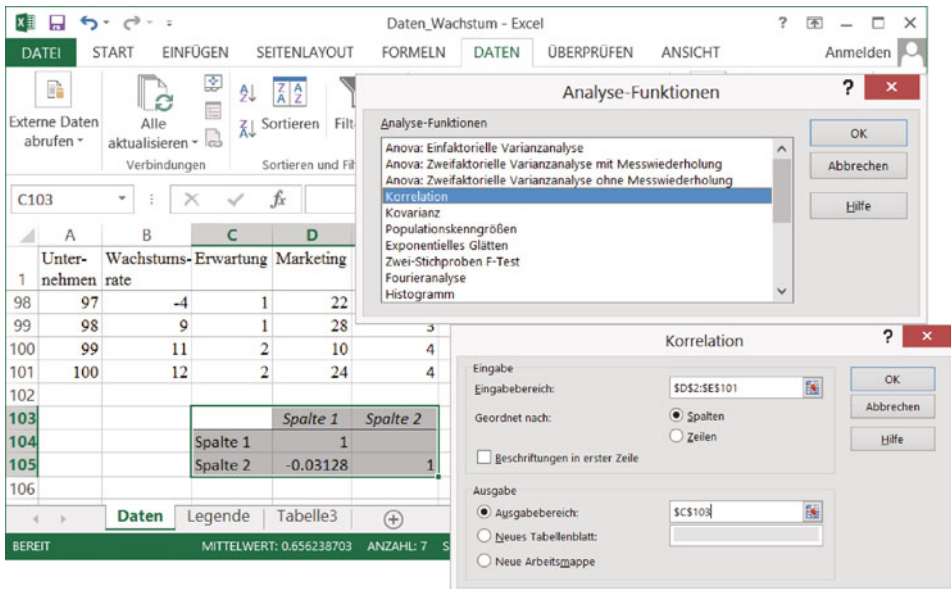 Daten_Wachstum - Excel
DATEI START EINFÜGEN SEITENLAYOUT FORMELN DATEN ÜBERPRÜFEN ANSICHT Anmelden
Externe Daten abrufen
Alle aktualisieren
Verbindungen
Sortieren
Sortieren und
C103
fx
A B C D
1 Unter-nehmen Wachstums-rate Erwartung Marketing
98 97 -4 1 22
99 98 9 1 28 3
100 99 11 2 10 4
101 100 12 2 24 4
102
103 Spalte 1 Spalte 2
104 Spalte 1 1
105 Spalte 2 -0.03128 1
106
Daten Legende Tabelle3
BEREIT MITTELWERT: 0.656238703 ANZAHL: 7
Analyse-Funktionen
Analyse-Funktionen
Anova: Einfaktorielle Varianzanalyse
Anova: Zweifaktorielle Varianzanalyse mit Messwiederholung
Anova: Zweifaktorielle Varianzanalyse ohne Messwiederholung
Korrelation
Kovarianz
Populationskenngrößen
Exponentielles Glätten
Zwei-Stichproben F-Test
Fourieranalyse
Histogramm
OK
Abbrechen
Hilfe
Korrelation
Eingabe
Eingabebereich: $D$2:$E$101
Geordnet nach: Spalten
Zeilen
Beschriftungen in erster Zeile
Ausgabe
Ausgabebereich: $C$103
Neues Tabellenblatt:
Neue Arbeitsmappe
OK
Abbrechen
Hilfe